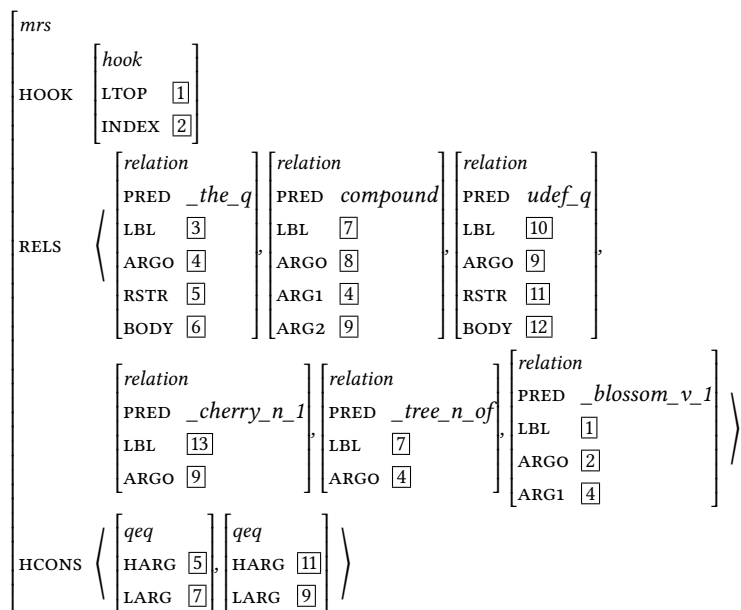 mrs
HOOK hook
LTOP 1
INDEX 2
RELS ⟨ relation
PRED _the_q
LBL 3
ARG0 4
RSTR 5
BODY 6
, relation
PRED compound
LBL 7
ARG0 8
ARG1 4
ARG2 9
, relation
PRED udef_q
LBL 10
ARG0 9
RSTR 11
BODY 12
,
relation
PRED _cherry_n_1
LBL 13
ARG0 9
, relation
PRED _tree_n_of
LBL 7
ARG0 4
, relation
PRED _blossom_v_1
LBL 1
ARG0 2
ARG1 4
⟩
HCONS ⟨ qeq
HARG 5
LARG 7
, qeq
HARG 11
LARG 9
⟩